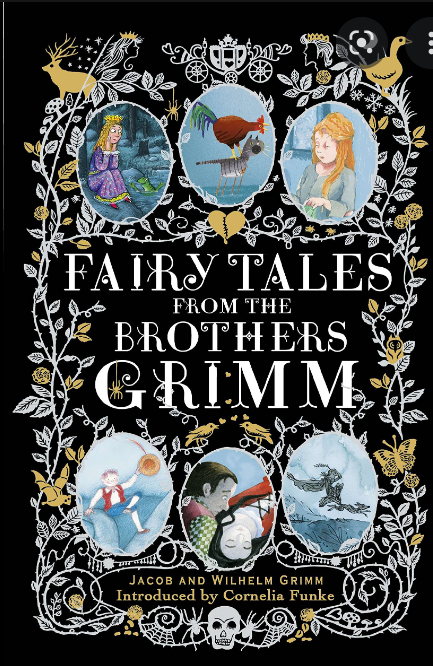 FAIRY TALES
FROM THE
BROTHERS
GRIMM
JACOB AND WILHELM GRIMM
Introduced by Cornelia Funke